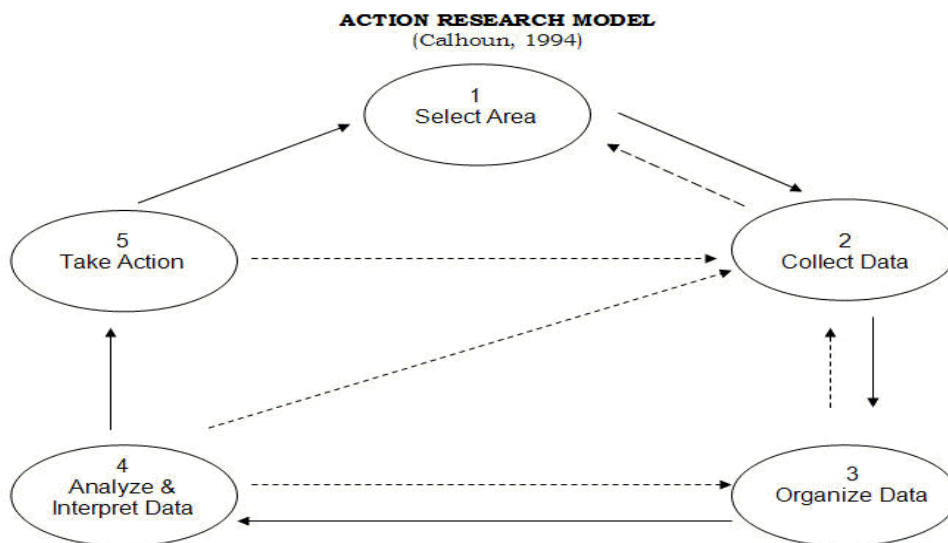 ACTION RESEARCH MODEL
(Calhoun, 1994)
1
Select Area
2
Collect Data
3
Organize Data
4
Analyze &
Interpret Data
5
Take Action